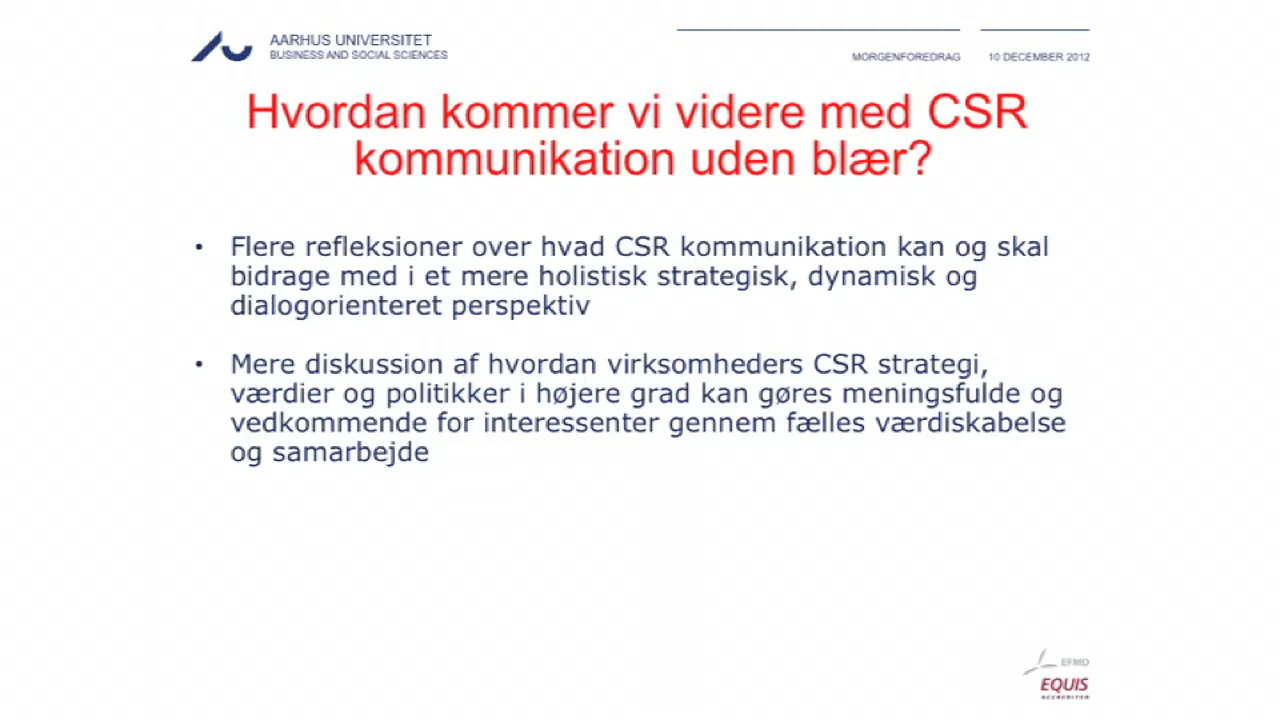 AARHUS UNIVERSITET
BUSINESS AND SOCIAL SCIENCES
MORGENFOREDRAG
10 DECEMBER 2012
Hvordan kommer vi videre med CSR
kommunikation uden blær?
• Flere refleksioner over hvad CSR kommunikation kan og skal
bidrage med i et mere holistisk strategisk, dynamisk og
dialogorienteret perspektiv
• Mere diskussion af hvordan virksomheders CSR strategi,
værdier og politikker i højere grad kan gøres meningsfulde og
vedkommende for interessenter gennem fælles værdiskabelse
og samarbejde
EFMD
EQUIS
ACCREDITED